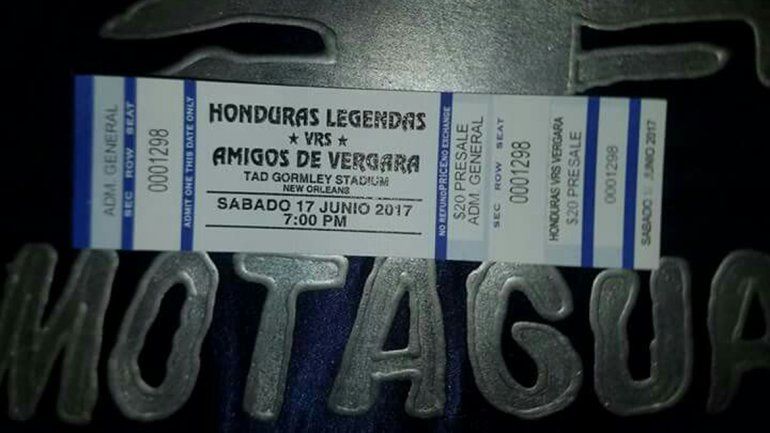 ADM. GENERAL
SEC ROW SEAT
0001298
ADMIT ONE THIS DATE ONLY
HONDURAS LEGENDAS
★ VRS ★
AMIGOS DE VERGARA
TAD GORMLEY STADIUM
NEW ORLEANS
SABADO 17 JUNIO 2017
7:00 PM
NO REFUND PRICE NO EXCHANGE
$20 PRESALE
ADM. GENERAL
SEC ROW SEAT
0001298
HONDURAS VRS VERGARA
$20 PRESALE
0001298
SABADO JUNIO 2017
MOTAGUA